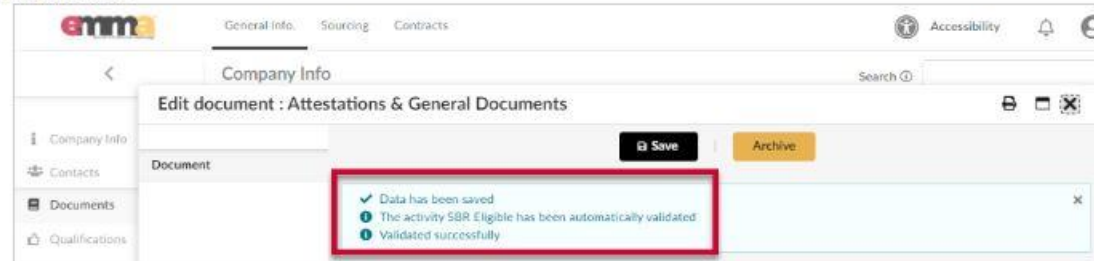 emma
General Info. Sourcing Contracts
Accessibility
Company Info
Search
Edit document : Attestations & General Documents
Company Info
Save
Archive
Document
Contacts
Data has been saved
Documents
The activity SBR Eligible has been automatically validated
Validated successfully
Qualifications